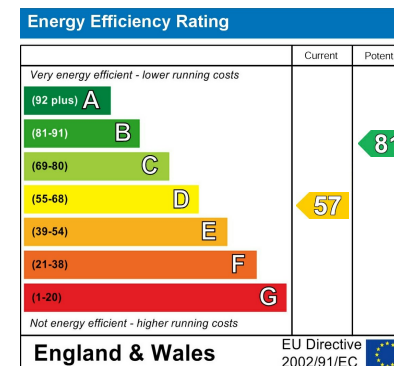 Energy Efficiency Rating
Current Potent
Very energy efficient - lower running costs
(92 plus) A
(81-91) B
81
(69-80) C
(55-68) D
57
(39-54) E
(21-38) F
(1-20) G
Not energy efficient - higher running costs
England & Wales
EU Directive
2002/91/EC